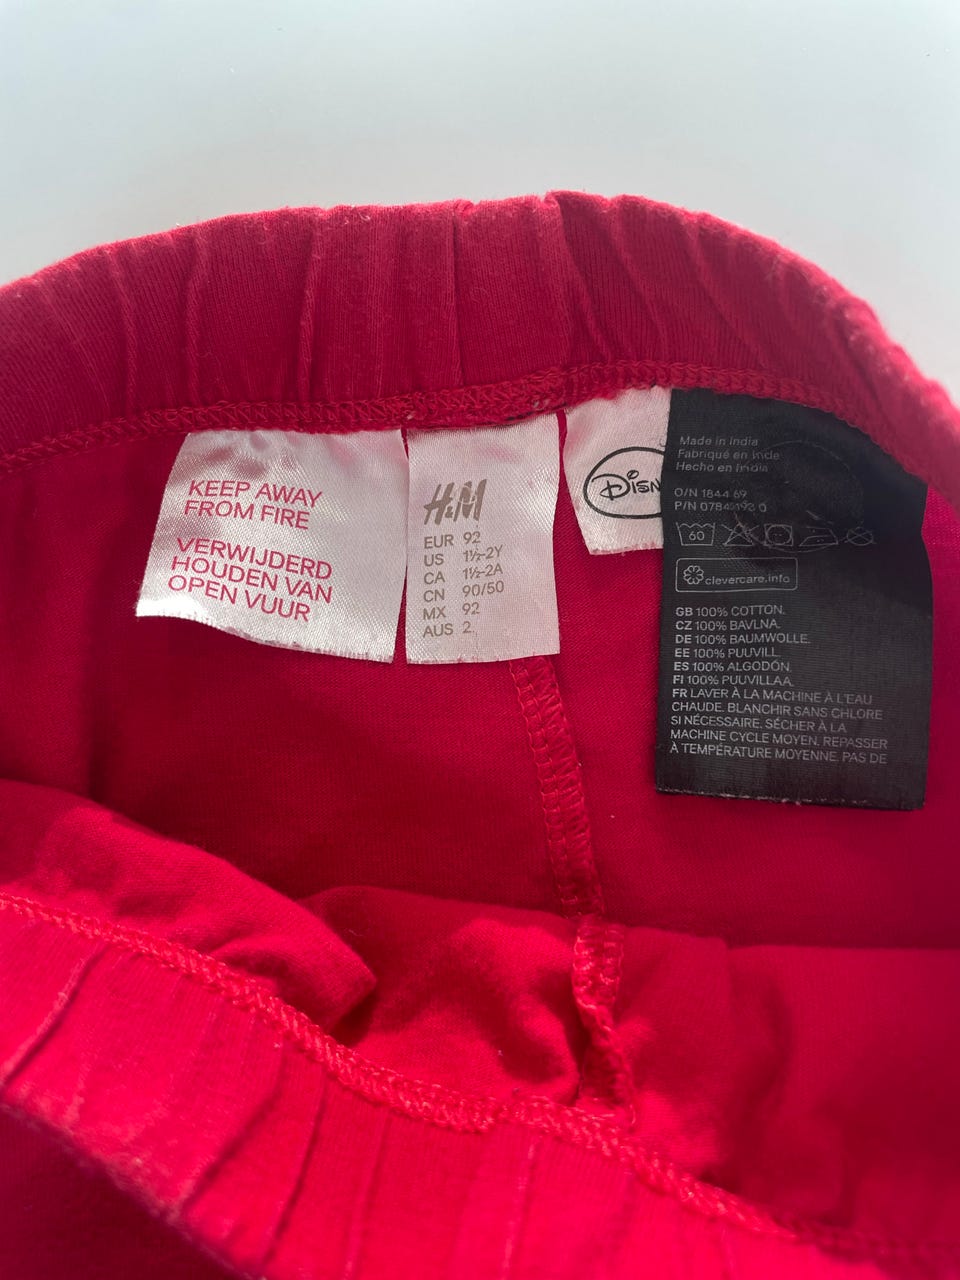 KEEP AWAY
FROM FIRE
VERWIJDERD
HOUDEN VAN
OPEN VUUR
H&M
EUR 92
US 1½-2Y
CA 1½-2A
CN 90/50
MX 92
AUS 2
Disn
Made in India
Fabriqué en Inde
Hecho en India
O/N 1844 69
P/N
60
clevercare.info
GB 100% COTTON.
CZ 100% BAVLNA.
DE 100% BAUMWOLLE.
EE 100% PUUVILL.
ES 100% ALGODÓN.
FI 100% PUUVILLAA.
FR LAVER À LA MACHINE À L'EAU
CHAUDE. BLANCHIR SANS CHLORE
SI NÉCESSAIRE. SÉCHER À LA
MACHINE CYCLE MOYEN. REPASSER
À TEMPÉRATURE MOYENNE. PAS DE